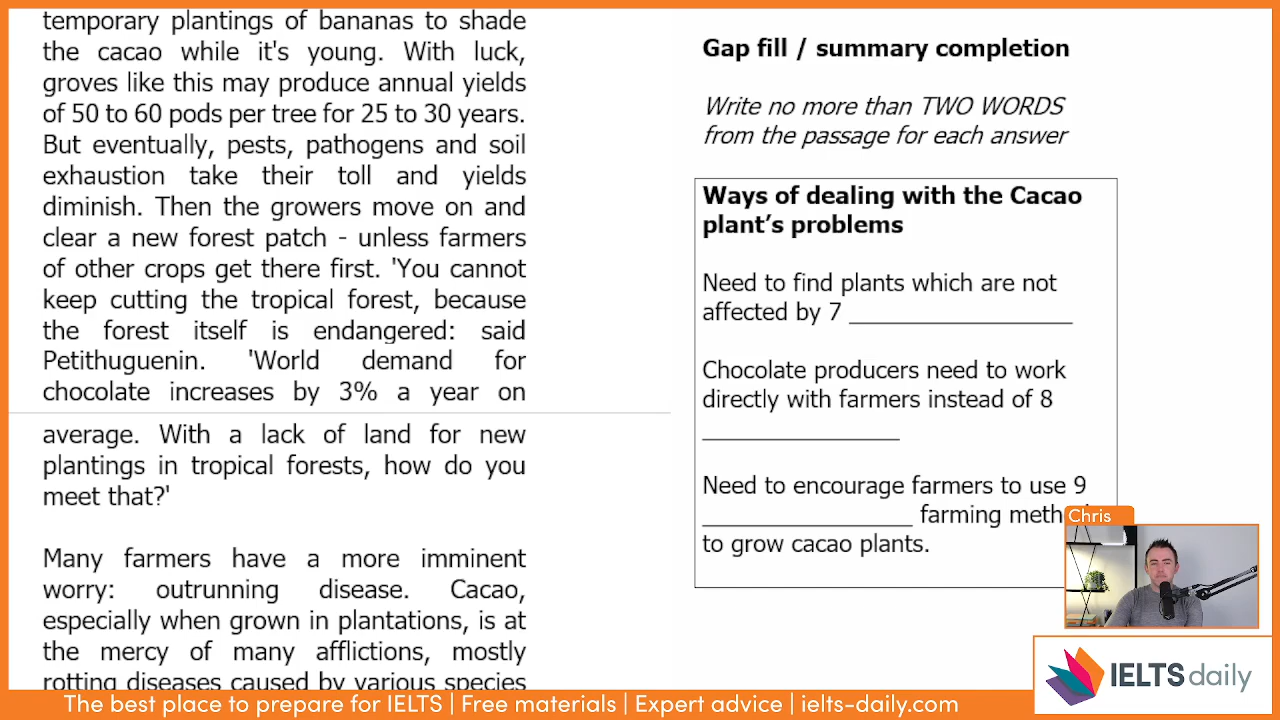 temporary plantings of bananas to shade
the cacao while it's young. With luck,
groves like this may produce annual yields
of 50 to 60 pods per tree for 25 to 30 years.
But eventually, pests, pathogens and soil
exhaustion take their toll and yields
diminish. Then the growers move on and
clear a new forest patch - unless farmers
of other crops get there first. 'You cannot
keep cutting the tropical forest, because
the forest itself is endangered: said
Petithuguenin. 'World demand for
chocolate increases by 3% a year on
average. With a lack of land for new
plantings in tropical forests, how do you
meet that?'
Many farmers have a more imminent
worry: outrunning disease. Cacao,
especially when grown in plantations, is at
the mercy of many afflictions, mostly
rotting diseases caused by various species
Gap fill / summary completion
Write no more than TWO WORDS
from the passage for each answer
Ways of dealing with the Cacao
plant's problems
Need to find plants which are not
affected by 7 ____________________
Chocolate producers need to work
directly with farmers instead of 8
__________________
Need to encourage farmers to use 9
___________________ farming
to grow cacao plants.
Chris
IELTS daily
The best place to prepare for IELTS | Free materials | Expert advice | ielts-daily.com